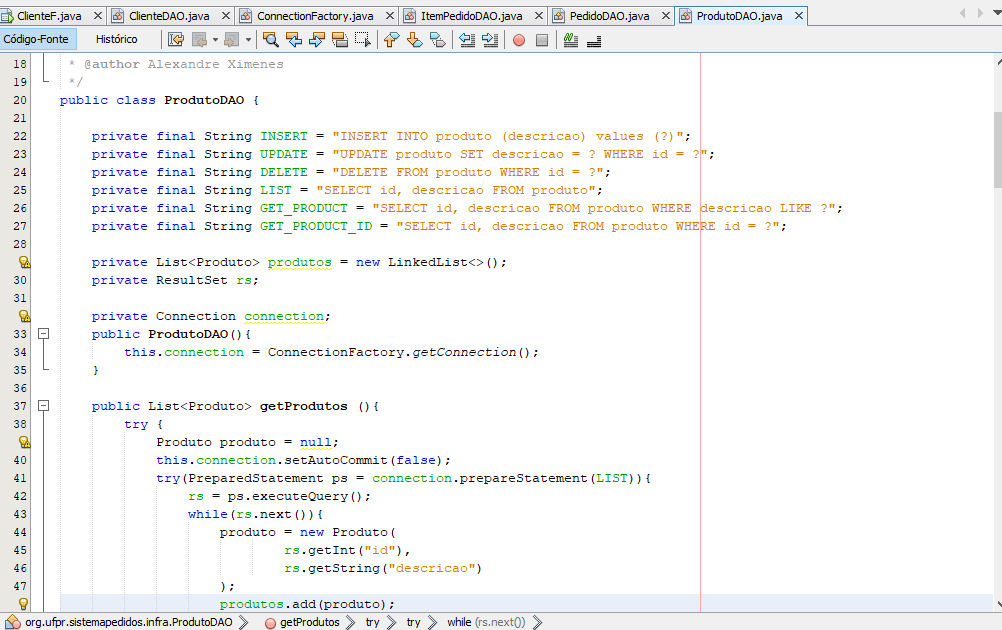 ClienteF.java ClienteDAO.java ConnectionFactory.java ItemPedidoDAO.java PedidoDAO.java ProdutoDAO.java
Código-Fonte Histórico
18 * @author Alexandre Ximenes
19 */
20 public class ProdutoDAO {
21
22 private final String INSERT = "INSERT INTO produto (descricao) values (?)";
23 private final String UPDATE = "UPDATE produto SET descricao = ? WHERE id = ?";
24 private final String DELETE = "DELETE FROM produto WHERE id = ?";
25 private final String LIST = "SELECT id, descricao FROM produto";
26 private final String GET_PRODUCT = "SELECT id, descricao FROM produto WHERE descricao LIKE ?";
27 private final String GET_PRODUCT_ID = "SELECT id, descricao FROM produto WHERE id = ?";
28
private List<Produto> produtos = new LinkedList<>();
30 private ResultSet rs;
31
private Connection connection;
33 public ProdutoDAO(){
34 this.connection = ConnectionFactory.getConnection();
35 }
36
37 public List<Produto> getProdutos (){
38 try {
Produto produto = null;
40 this.connection.setAutoCommit(false);
41 try(PreparedStatement ps = connection.prepareStatement(LIST)){
42 rs = ps.executeQuery();
43 while(rs.next()){
44 produto = new Produto(
45 rs.getInt("id"),
46 rs.getString("descricao")
47 );
produtos.add(produto);
org.ufpr.sistemapedidos.infra.ProdutoDAO getProdutos try try while (rs.next())